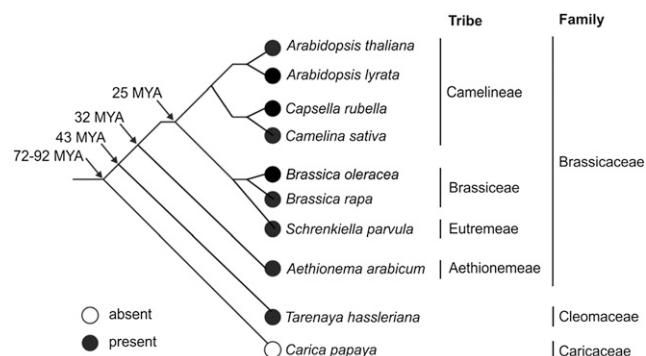 Tribe Family
Arabidopsis thaliana
Arabidopsis lyrata
25 MYA
Capsella rubella
Camelineae
32 MYA
Camelina sativa
43 MYA
72-92 MYA
Brassica oleracea
Brassicaceae
Brassiceae
Brassica rapa
Schrenkiella parvula Eutremeae
Aethionema arabicum Aethionemeae
absent
Tarenaya hassleriana Cleomaceae
present
Carica papaya Caricaceae